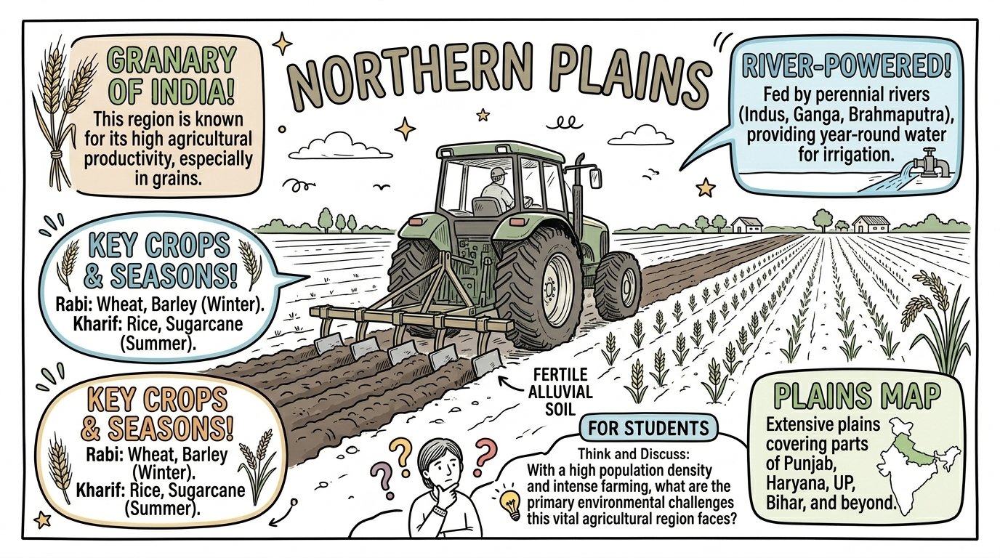 NORTHERN PLAINS
GRANARY
OF INDIA!
This region is known
for its high agricultural
productivity, especially
in grains.
RIVER-POWERED!
Fed by perennial rivers
(Indus, Ganga, Brahmaputra),
providing year-round water
for irrigation.
KEY CROPS
& SEASONS!
Rabi: Wheat, Barley (Winter).
Kharif: Rice, Sugarcane
(Summer).
KEY CROPS
& SEASONS!
Rabi: Wheat, Barley
(Winter).
Kharif: Rice, Sugarcane
(Summer).
FERTILE
ALLUVIAL
SOIL
FOR STUDENTS
Think and Discuss:
With a high population density
and intense farming, what are the
primary environmental challenges
this vital agricultural region faces?
PLAINS MAP
Extensive plains
covering parts
of Punjab,
Haryana, UP,
Bihar, and beyond.